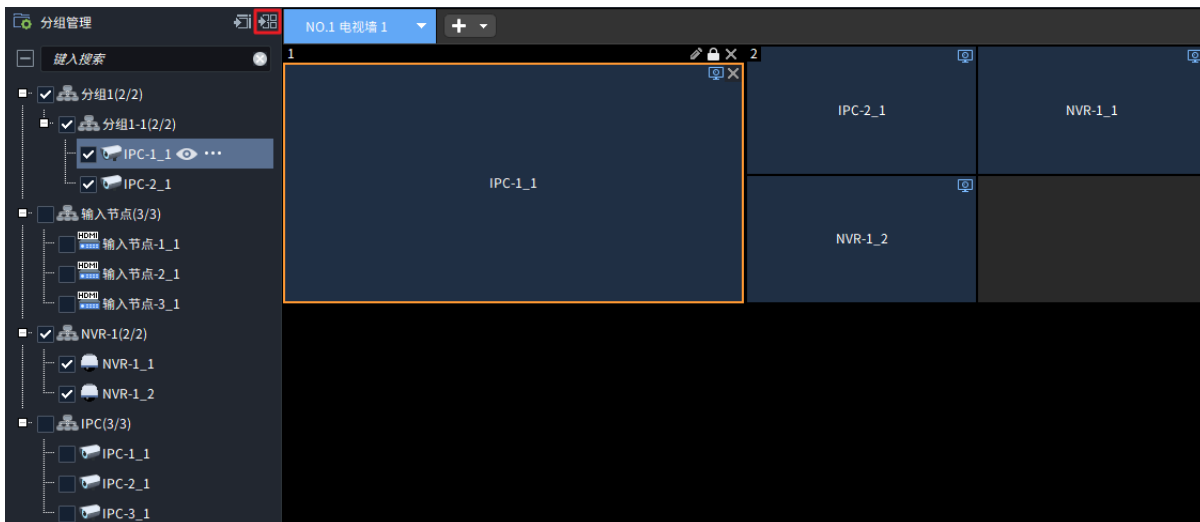 分组管理
NO.1 电视墙 1
键入搜索
1
2
分组1(2/2)
分组1-1(2/2)
IPC-1_1
IPC-2_1
输入节点(3/3)
HDMI
输入节点-1_1
HDMI
输入节点-2_1
HDMI
输入节点-3_1
NVR-1(2/2)
NVR-1_1
NVR-1_2
IPC(3/3)
IPC-1_1
IPC-2_1
IPC-3_1
IPC-1_1
IPC-2_1
NVR-1_1
NVR-1_2